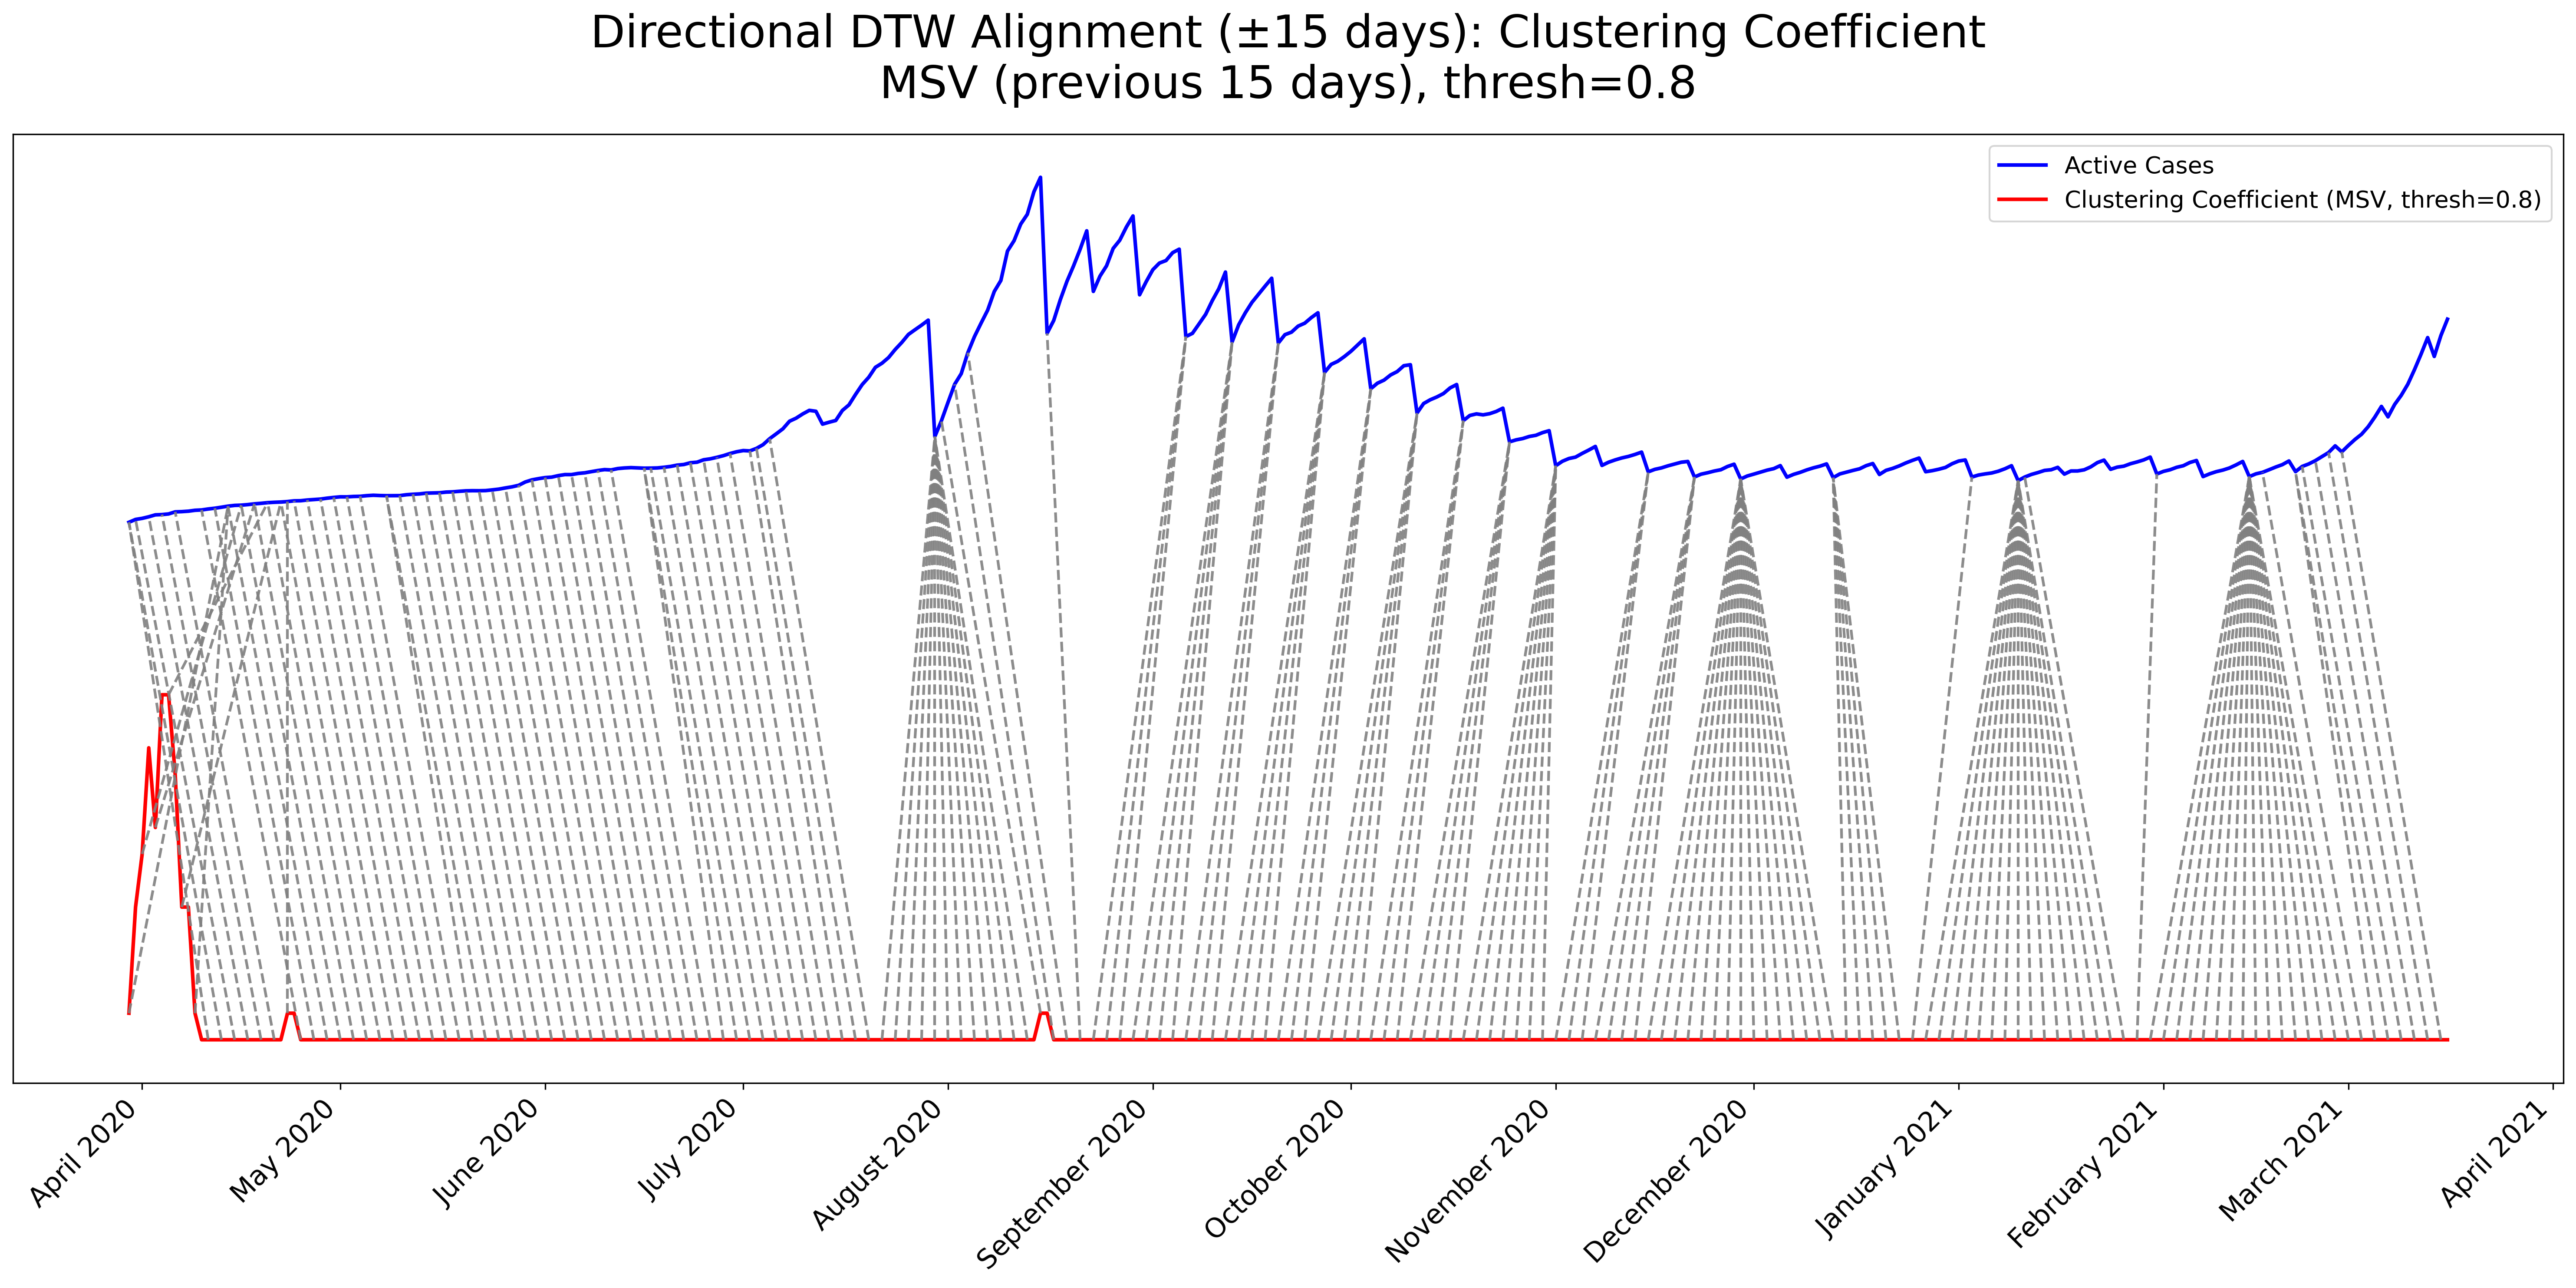 Directional DTW Alignment (±15 days): Clustering Coefficient
MSV (previous 15 days), thresh=0.8
Active Cases
Clustering Coefficient (MSV, thresh=0.8)
April 2020
May 2020
June 2020
July 2020
August 2020
September 2020
October 2020
November 2020
December 2020
January 2021
February 2021
March 2021
April 2021